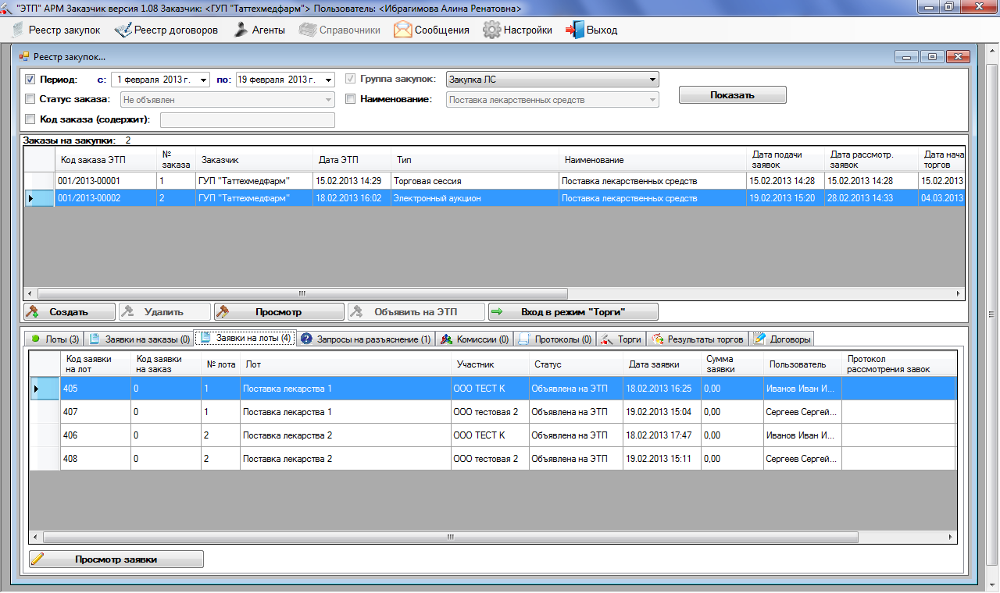 "ЭТП" АРМ Заказчик версия 1.08 Заказчик: <ГУП "Таттехмедфарм"> Пользователь: <Ибрагимова Алина Ренатовна>
Реестр закупок Реестр договоров Агенты Справочники Сообщения Настройки Выход
Реестр закупок...
Период: с: 1 февраля 2013 г. по: 19 февраля 2013 г. Группа закупок: Закупка ЛС
Статус заказа: Не объявлен Наименование: Поставка лекарственных средств Показать
Код заказа (содержит):
Заказы на закупки: 2
Код заказа ЭТП № заказа Заказчик Дата ЭТП Тип Наименование Дата подачи заявок Дата рассмотр. заявок Дата нача торгов
001/2013-00001 1 ГУП "Таттехмедфарм" 15.02.2013 14:29 Торговая сессия Поставка лекарственных средств 15.02.2013 14:28 15.02.2013 14:28 15.02.2013
001/2013-00002 2 ГУП "Таттехмедфарм" 18.02.2013 16:02 Электронный аукцион Поставка лекарственных средств 19.02.2013 15:20 28.02.2013 14:33 04.03.2013
Создать Удалить Просмотр Объявить на ЭТП Вход в режим "Торги"
Лоты (3) Заявки на заказы (0) Заявки на лоты (4) Запросы на разъяснение (1) Комиссии (0) Протоколы (0) Торги Результаты торгов Договоры
Код заявки на лот Код заявки на заказ № лота Лот Участник Статус Дата заявки Сумма заявки Пользователь Протокол рассмотрения завок
405 0 1 Поставка лекарства 1 ООО ТЕСТ К Объявлена на ЭТП 18.02.2013 16:25 0,00 Иванов Иван И...
407 0 1 Поставка лекарства 1 ООО тестовая 2 Объявлена на ЭТП 19.02.2013 15:04 0,00 Сергеев Сергей...
406 0 2 Поставка лекарства 2 ООО ТЕСТ К Объявлена на ЭТП 18.02.2013 17:47 0,00 Иванов Иван И...
408 0 2 Поставка лекарства 2 ООО тестовая 2 Объявлена на ЭТП 19.02.2013 15:11 0,00 Сергеев Сергей...
Просмотр заявки